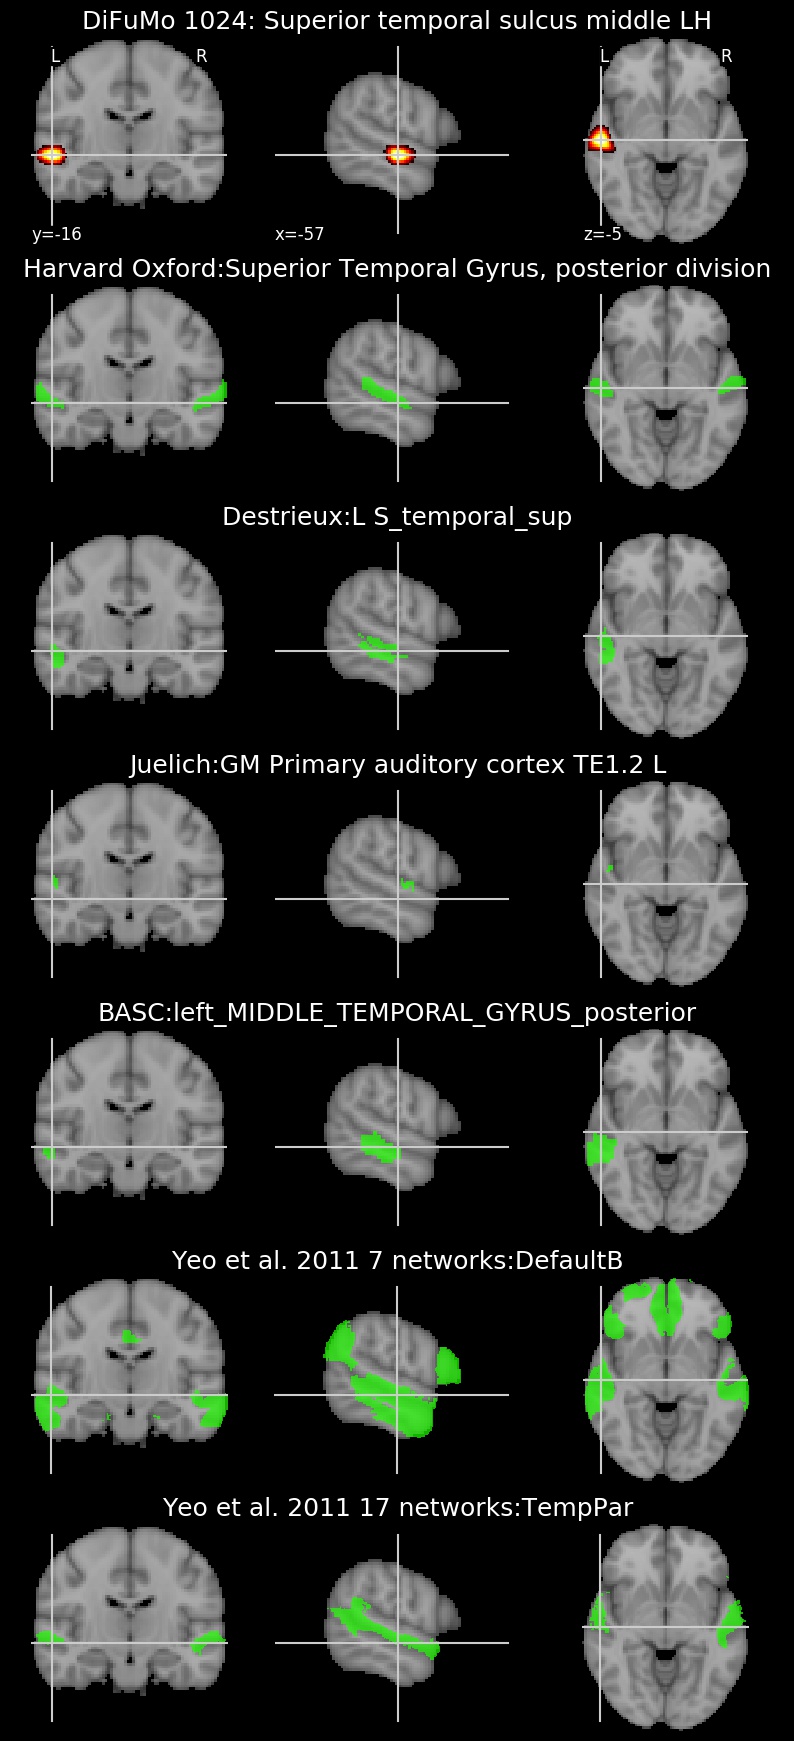 DiFuMo 1024: Superior temporal sulcus middle LH
L R L R
y=-16 x=-57 z=-5
Harvard Oxford:Superior Temporal Gyrus, posterior division
Destrieux:L S_temporal_sup
Juelich:GM Primary auditory cortex TE1.2 L
BASC:left_MIDDLE_TEMPORAL_GYRUS_posterior
Yeo et al. 2011 7 networks:DefaultB
Yeo et al. 2011 17 networks:TempPar